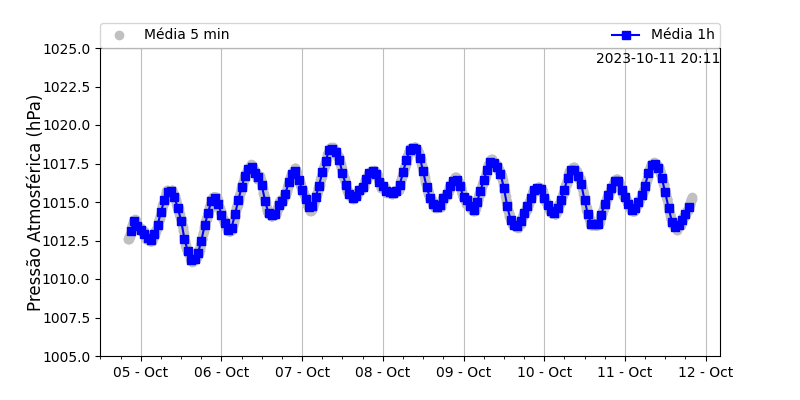 Média 5 min
Média 1h
2023-10-11 20:11
Pressão Atmosférica (hPa)
1025.0
1022.5
1020.0
1017.5
1015.0
1012.5
1010.0
1007.5
1005.0
05 - Oct
06 - Oct
07 - Oct
08 - Oct
09 - Oct
10 - Oct
11 - Oct
12 - Oct